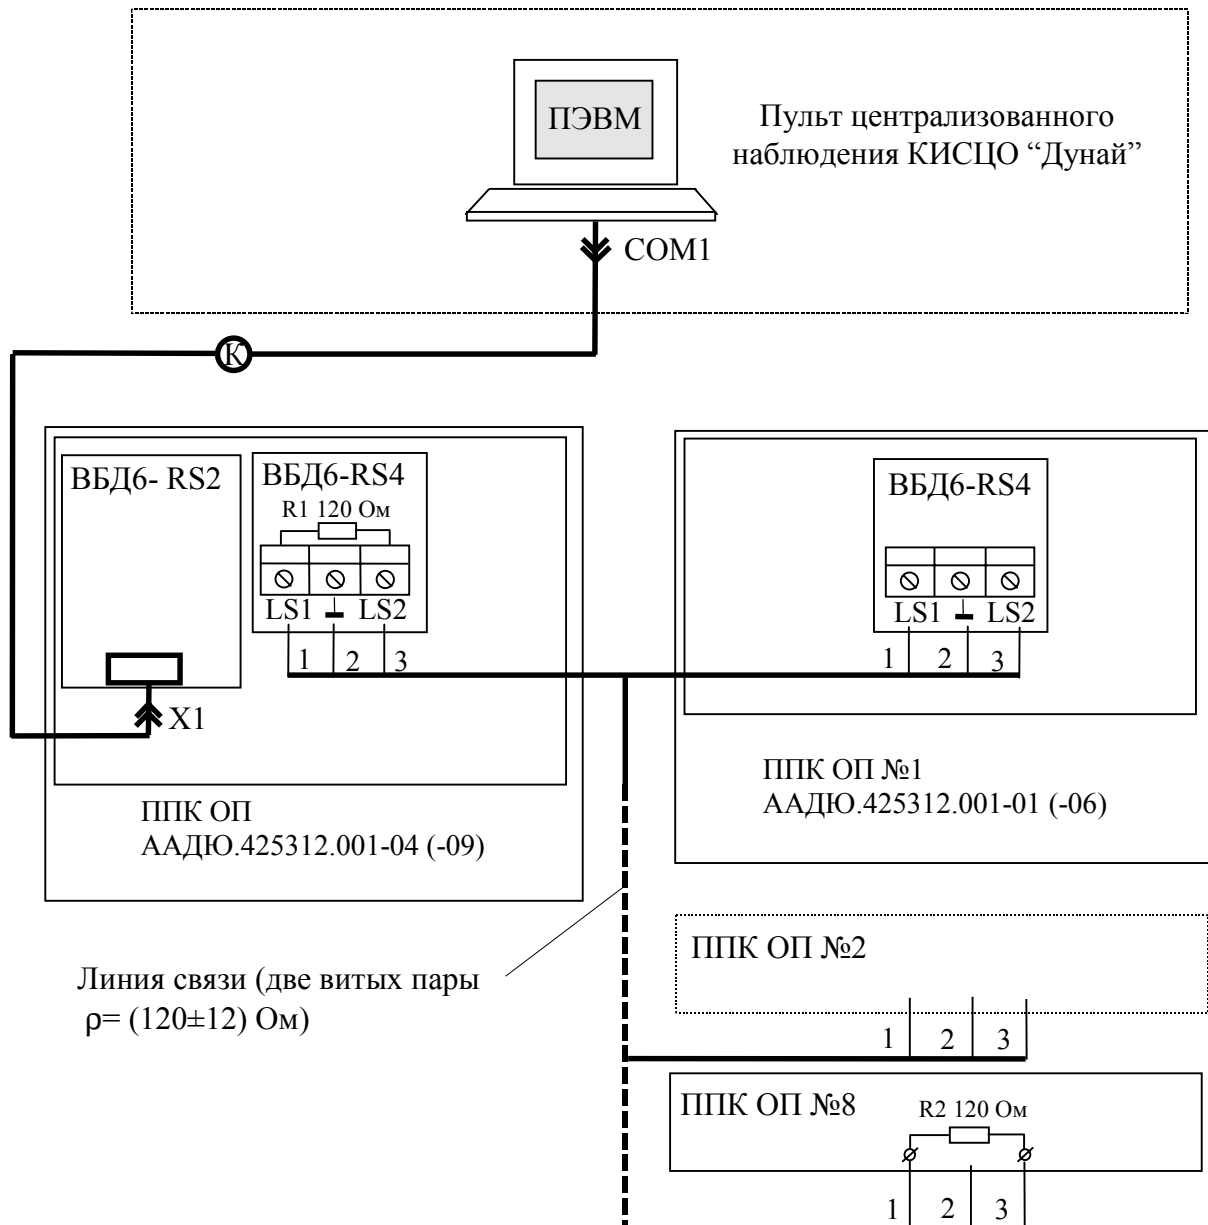 ПЭВМ
Пульт централизованного
наблюдения КИСЦО “Дунай”
COM1
К
ВБД6- RS2
ВБД6-RS4
R1 120 Ом
LS1 LS2
1 2 3
X1
ППК ОП
ААДЮ.425312.001-04 (-09)
ВБД6-RS4
LS1 LS2
1 2 3
ППК ОП №1
ААДЮ.425312.001-01 (-06)
Линия связи (две витых пары
ρ= (120±12) Ом)
ППК ОП №2
1 2 3
ППК ОП №8
R2 120 Ом
1 2 3